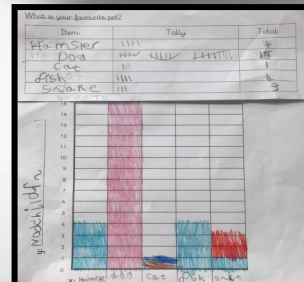 What is your favourite pet?
Item Tally Total
Hamster 4
Dog 15
Cat 1
fish 4
Snake 3
15
14
13
12
11
10
9
8
7
6
5
4
3
2
1
0
dog Cat fish snake